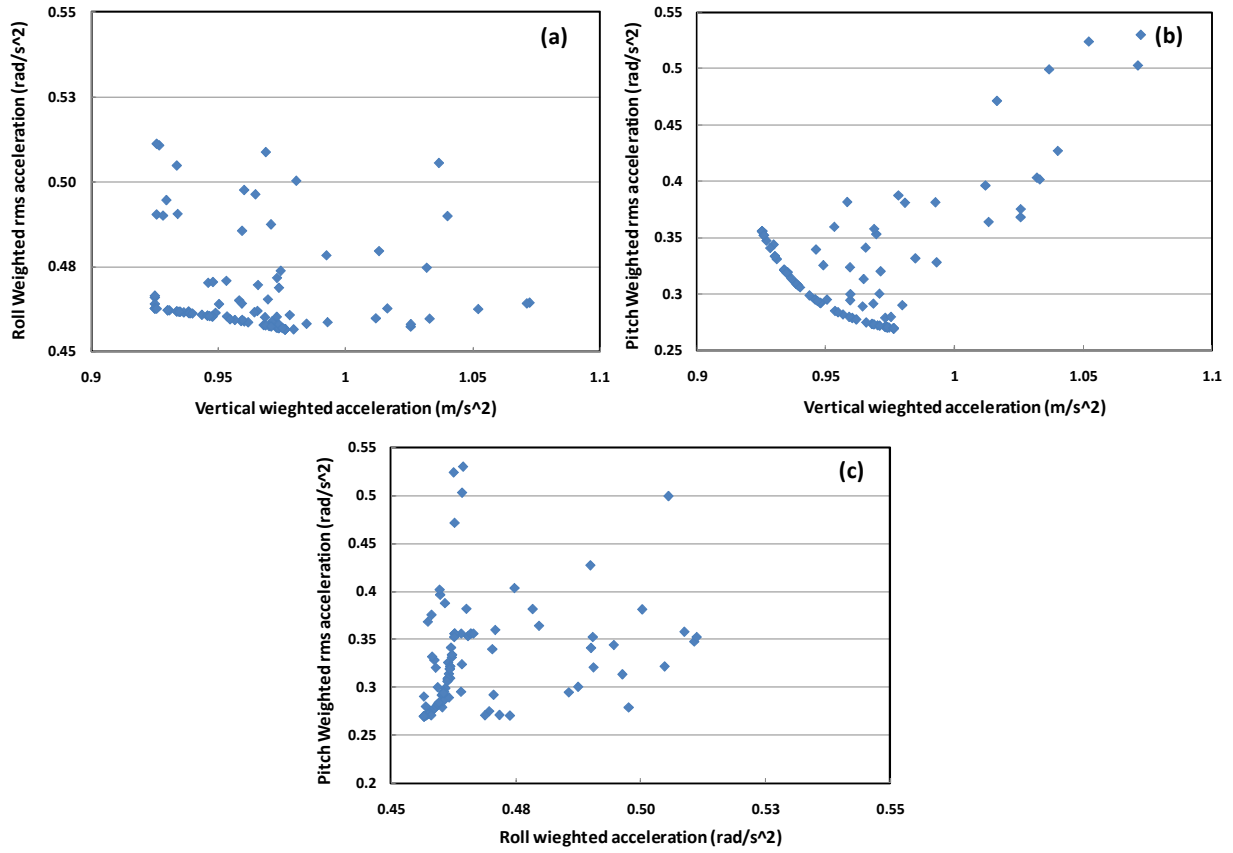 (a)
Roll Weighted rms acceleration (rad/s^2)
0.55
0.53
0.50
0.48
0.45
0.9 0.95 1 1.05 1.1
Vertical wieghted acceleration (m/s^2)
(b)
Pitch Weighted rms acceleration (rad/s^2)
0.55
0.5
0.45
0.4
0.35
0.3
0.25
0.9 0.95 1 1.05 1.1
Vertical wieghted acceleration (m/s^2)
(c)
Pitch Weighted rms acceleration (rad/s^2)
0.55
0.5
0.45
0.4
0.35
0.3
0.25
0.2
0.45 0.48 0.50 0.53 0.55
Roll wieghted acceleration (rad/s^2)